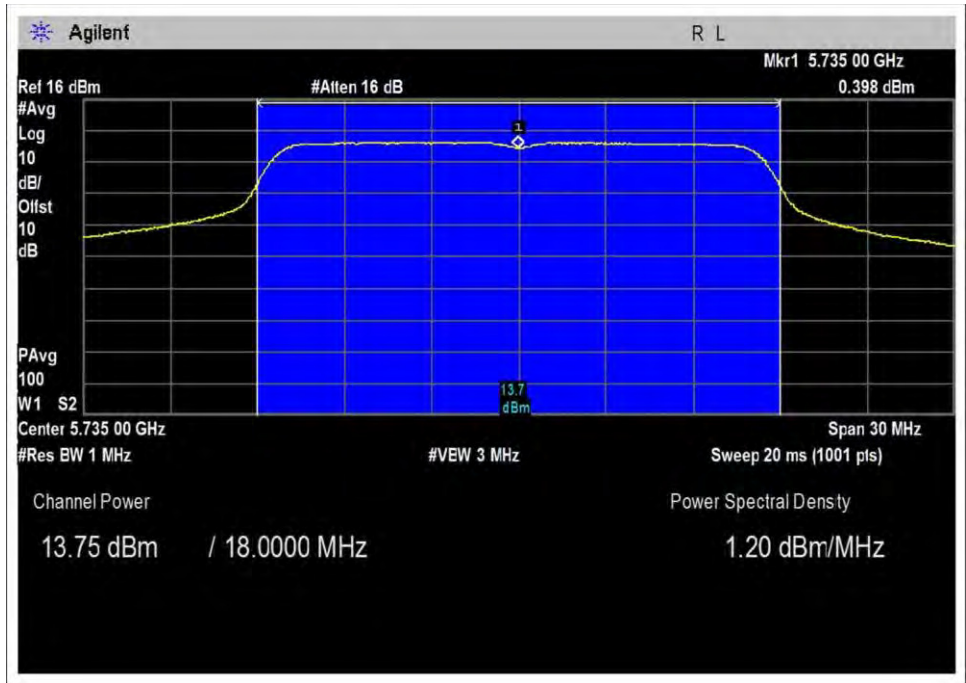 Agilent
R L
Mkr1 5.735 00 GHz
Ref 16 dBm
#Atten 16 dB
0.398 dBm
#Avg
Log
10
dB/
Offst
10
dB
1
PAvg
100
W1 S2
13.7
dBm
Center 5.735 00 GHz
Span 30 MHz
#Res BW 1 MHz
#VBW 3 MHz
Sweep 20 ms (1001 pts)
Channel Power
Power Spectral Density
13.75 dBm / 18.0000 MHz
1.20 dBm/MHz